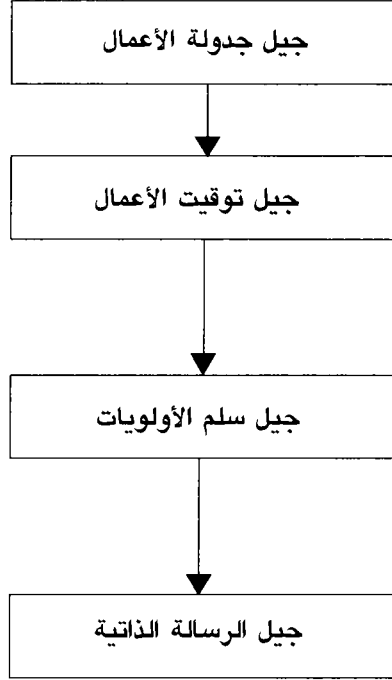 جيل جدولة الأعمال
جيل توقيت الأعمال
جيل سلم الأولويات
جيل الرسالة الذاتية